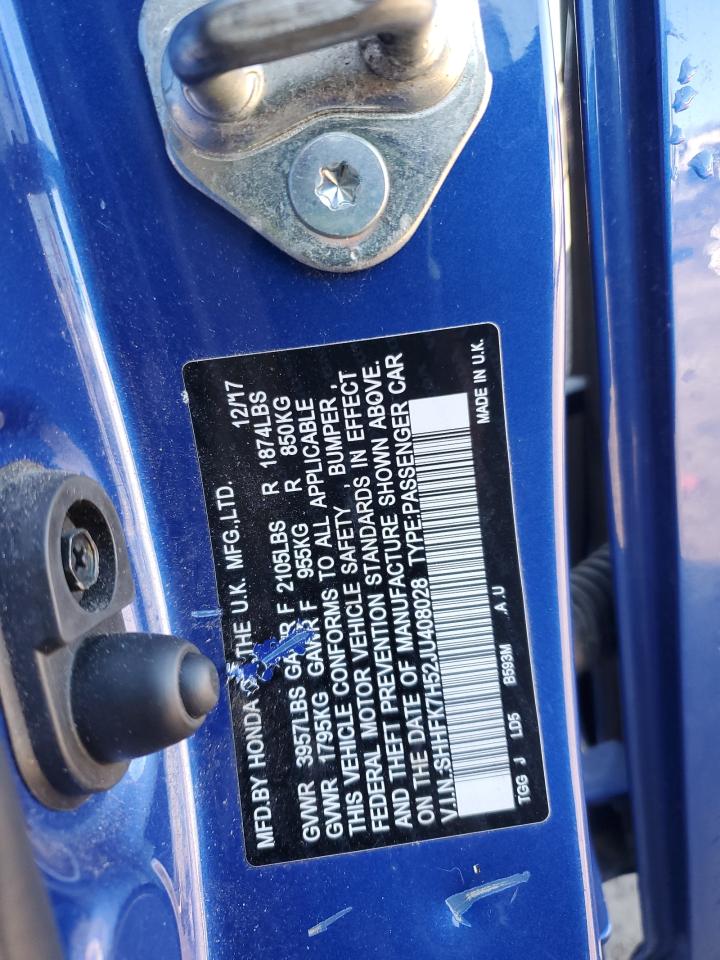 MFD.BY HONDA THE U.K. MFG.,LTD. 12/17
GVWR 3957LBS GAWR F 2105LBS R 1874LBS
GVWR 1795KG GAWR F 955KG R 850KG
THIS VEHICLE CONFORMS TO ALL APPLICABLE
FEDERAL MOTOR VEHICLE SAFETY , BUMPER ,
AND THEFT PREVENTION STANDARDS IN EFFECT
ON THE DATE OF MANUFACTURE SHOWN ABOVE.
V.I.N.:SHHFK7H52JU408028 TYPE:PASSENGER CAR
TGG J LD5 B593M .A .U MADE IN U.K.